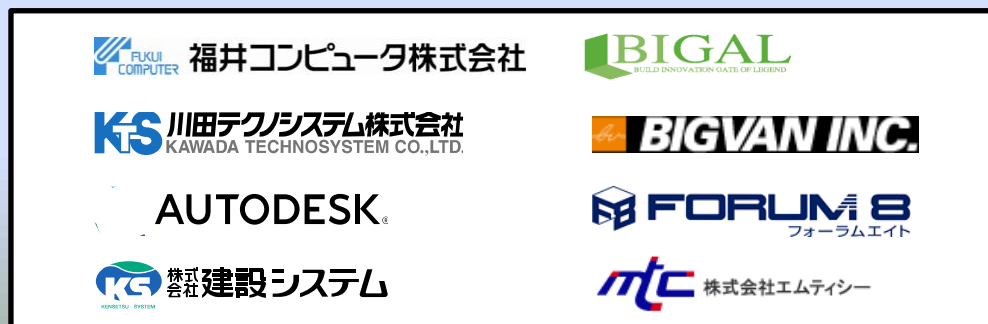 FUKUI
COMPUTER 福井コンピュータ株式会社
BIGAL
BUILD INNOVATION GATE OF LEGEND
KTS 川田テクノシステム株式会社
KAWADA TECHNOSYSTEM CO.,LTD.
BIGVAN INC.
AUTODESK®
F8 FORUM 8
フォーラムエイト
KS 株式会社建設システム
KENSETSU SYSTEM
mtc 株式会社エムティシー